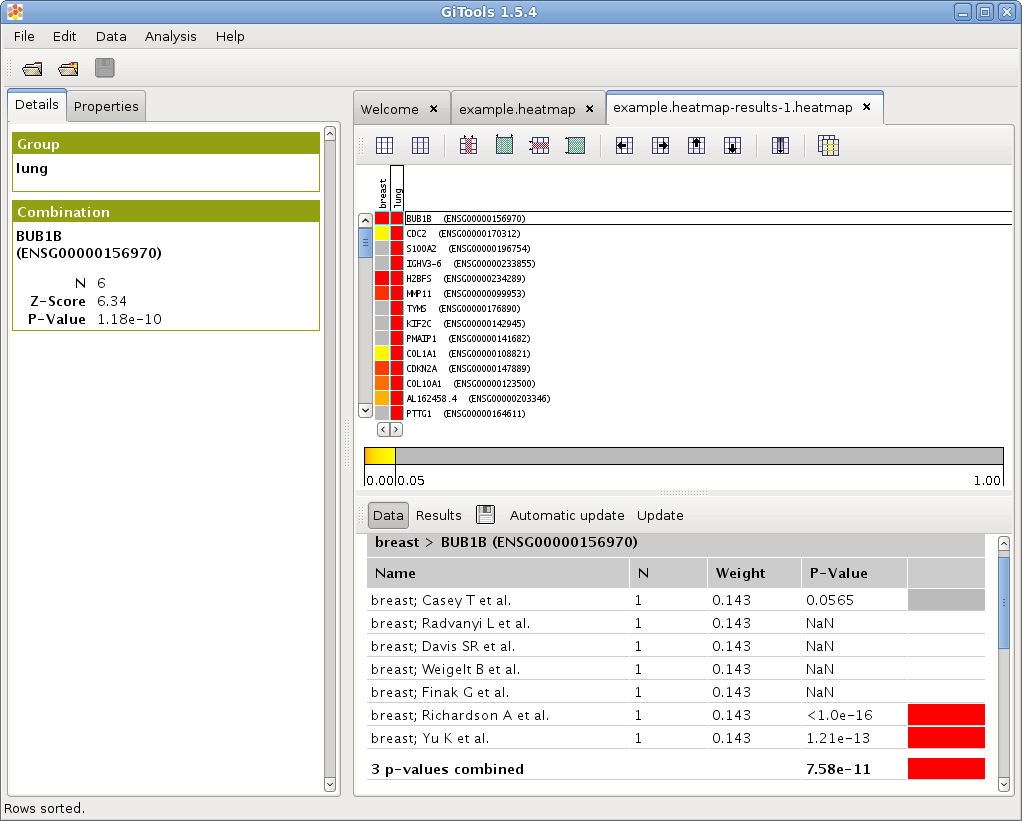 GiTools 1.5.4
File Edit Data Analysis Help
Details Properties
Group
lung
Combination
BUB1B
(ENSG00000156970)
N 6
Z-Score 6.34
P-Value 1.18e-10
Welcome example.heatmap example.heatmap-results-1.heatmap
breast lung
BUB1B (ENSG00000156970)
CDC2 (ENSG00000170312)
S100A2 (ENSG00000196754)
IGHV3-6 (ENSG00000233855)
H2BFS (ENSG00000234289)
MMP11 (ENSG00000099953)
TYMS (ENSG00000176890)
KIF2C (ENSG00000142945)
PMAIP1 (ENSG00000141682)
COL1A1 (ENSG00000108821)
CDKN2A (ENSG00000147889)
COL10A1 (ENSG00000123500)
AL162458.4 (ENSG00000203346)
PTTG1 (ENSG00000164611)
0.00 0.05 1.00
Data Results Automatic update Update
breast > BUB1B (ENSG00000156970)
Name N Weight P-Value
breast; Casey T et al. 1 0.143 0.0565
breast; Radvanyi L et al. 1 0.143 NaN
breast; Davis SR et al. 1 0.143 NaN
breast; Weigelt B et al. 1 0.143 NaN
breast; Finak G et al. 1 0.143 NaN
breast; Richardson A et al. 1 0.143 <1.0e-16
breast; Yu K et al. 1 0.143 1.21e-13
3 p-values combined 7.58e-11
Rows sorted.